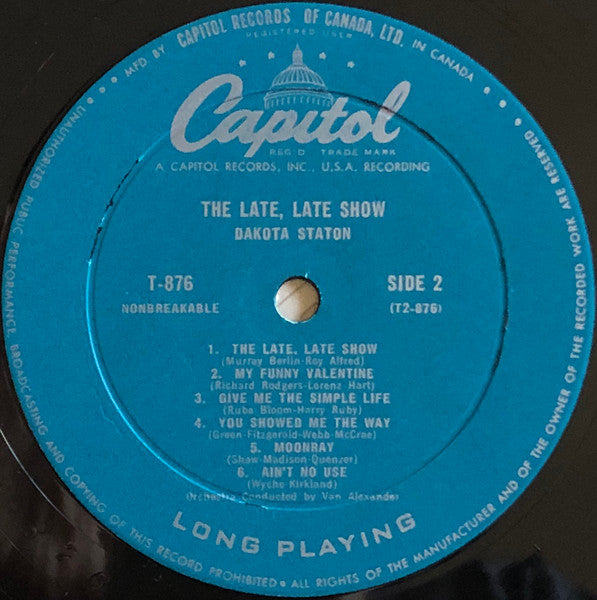 MFD BY CAPITOL RECORDS OF CANADA, LTD. IN CANADA
REGISTERED USER
Capitol
REG'D TRADE MARK
A CAPITOL RECORDS, INC., U.S.A. RECORDING
THE LATE, LATE SHOW
DAKOTA STATON
T-876 SIDE 2
NONBREAKABLE (T2-876)
1. THE LATE, LATE SHOW
(Murray Berlin-Roy Alfred)
2. MY FUNNY VALENTINE
(Richard Rodgers-Lorenz Hart)
3. GIVE ME THE SIMPLE LIFE
(Rube Bloom-Harry Ruby)
4. YOU SHOWED ME THE WAY
(Green-Fitzgerald-Webb-McCrae)
5. MOONRAY
(Shaw-Madison-Quenzer)
6. AIN'T NO USE
(Wyche-Kirkland)
Orchestra Conducted by Van Alexander
LONG PLAYING
UNAUTHORIZED PUBLIC PERFORMANCE, BROADCASTING AND COPYING OF THIS RECORD PROHIBITED • ALL RIGHTS OF THE MANUFACTURER AND OF THE OWNER OF THE RECORDED WORK ARE RESERVED